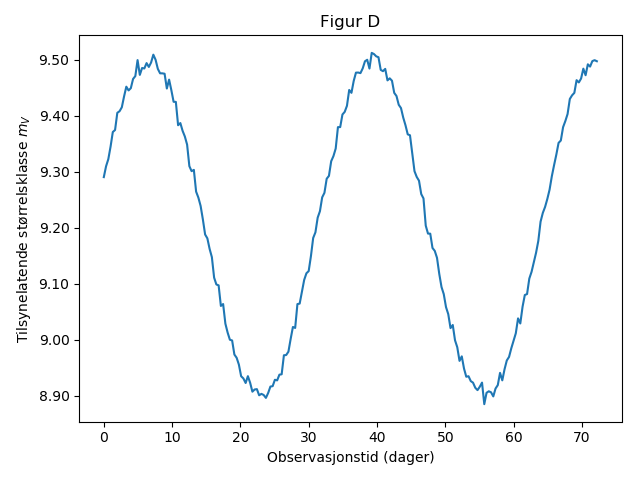 Figur D
Tilsynelatende størrelsklasse $m_V$
9.50
9.40
9.30
9.20
9.10
9.00
8.90
0 10 20 30 40 50 60 70
Observasjonstid (dager)